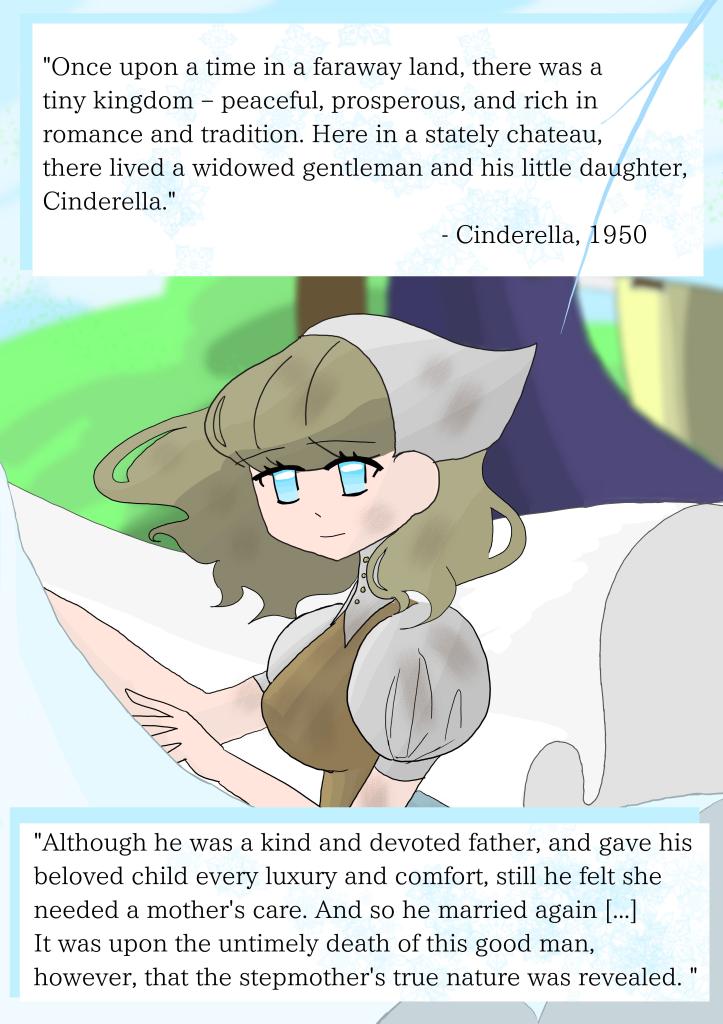 "Once upon a time in a faraway land, there was a
tiny kingdom – peaceful, prosperous, and rich in
romance and tradition. Here in a stately chateau,
there lived a widowed gentleman and his little daughter,
Cinderella."
- Cinderella, 1950
"Although he was a kind and devoted father, and gave his
beloved child every luxury and comfort, still he felt she
needed a mother's care. And so he married again [...]
It was upon the untimely death of this good man,
however, that the stepmother's true nature was revealed. "